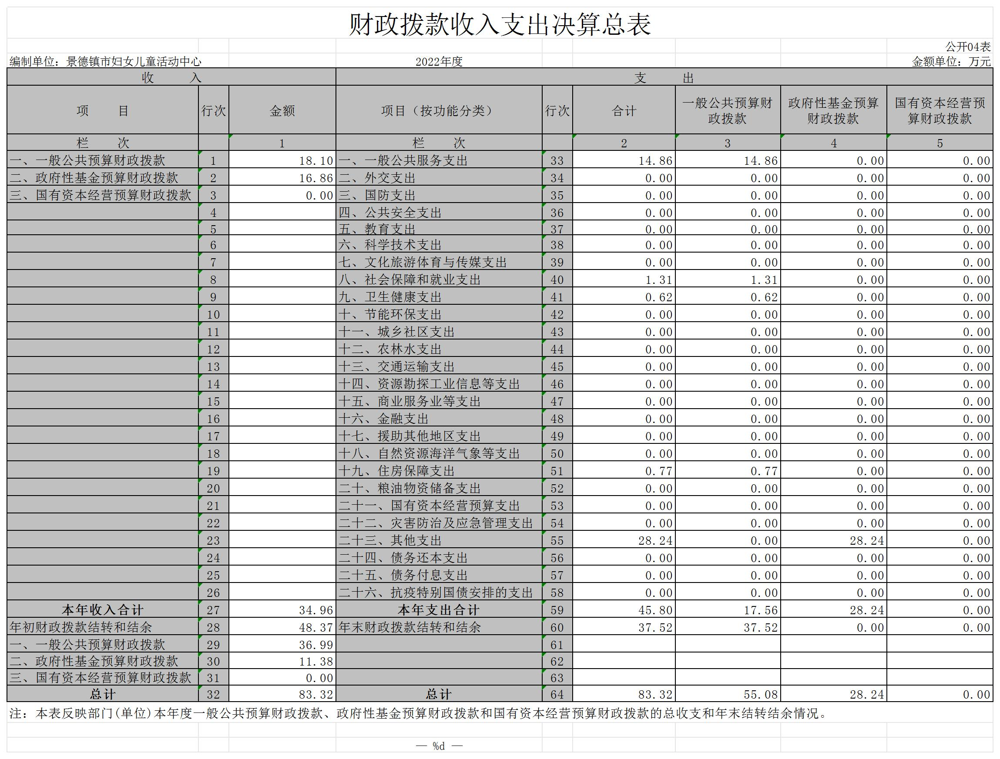 财政拨款收入支出决算总表
公开04表
编制单位：景德镇市妇女儿童活动中心 2022年度 金额单位：万元
收 入 支 出
项 目 行次 金额 项目（按功能分类） 行次 合计 一般公共预算财政拨款 政府性基金预算财政拨款 国有资本经营预算财政拨款
栏 次 1 栏 次 2 3 4 5
一、一般公共预算财政拨款 1 18.10 一、一般公共服务支出 33 14.86 14.86 0.00 0.00
二、政府性基金预算财政拨款 2 16.86 二、外交支出 34 0.00 0.00 0.00 0.00
三、国有资本经营预算财政拨款 3 0.00 三、国防支出 35 0.00 0.00 0.00 0.00
4 四、公共安全支出 36 0.00 0.00 0.00 0.00
5 五、教育支出 37 0.00 0.00 0.00 0.00
6 六、科学技术支出 38 0.00 0.00 0.00 0.00
7 七、文化旅游体育与传媒支出 39 0.00 0.00 0.00 0.00
8 八、社会保障和就业支出 40 1.31 1.31 0.00 0.00
9 九、卫生健康支出 41 0.62 0.62 0.00 0.00
10 十、节能环保支出 42 0.00 0.00 0.00 0.00
11 十一、城乡社区支出 43 0.00 0.00 0.00 0.00
12 十二、农林水支出 44 0.00 0.00 0.00 0.00
13 十三、交通运输支出 45 0.00 0.00 0.00 0.00
14 十四、资源勘探工业信息等支出 46 0.00 0.00 0.00 0.00
15 十五、商业服务业等支出 47 0.00 0.00 0.00 0.00
16 十六、金融支出 48 0.00 0.00 0.00 0.00
17 十七、援助其他地区支出 49 0.00 0.00 0.00 0.00
18 十八、自然资源海洋气象等支出 50 0.00 0.00 0.00 0.00
19 十九、住房保障支出 51 0.77 0.77 0.00 0.00
20 二十、粮油物资储备支出 52 0.00 0.00 0.00 0.00
21 二十一、国有资本经营预算支出 53 0.00 0.00 0.00 0.00
22 二十二、灾害防治及应急管理支出 54 0.00 0.00 0.00 0.00
23 二十三、其他支出 55 28.24 0.00 28.24 0.00
24 二十四、债务还本支出 56 0.00 0.00 0.00 0.00
25 二十五、债务付息支出 57 0.00 0.00 0.00 0.00
26 二十六、抗疫特别国债安排的支出 58 0.00 0.00 0.00 0.00
本年收入合计 27 34.96 本年支出合计 59 45.80 17.56 28.24 0.00
年初财政拨款结转和结余 28 48.37 年末财政拨款结转和结余 60 37.52 37.52 0.00 0.00
一、一般公共预算财政拨款 29 36.99 61
二、政府性基金预算财政拨款 30 11.38 62
三、国有资本经营预算财政拨款 31 0.00 63
总计 32 83.32 总计 64 83.32 55.08 28.24 0.00
注：本表反映部门(单位)本年度一般公共预算财政拨款、政府性基金预算财政拨款和国有资本经营预算财政拨款的总收支和年末结转结余情况。
— %d —